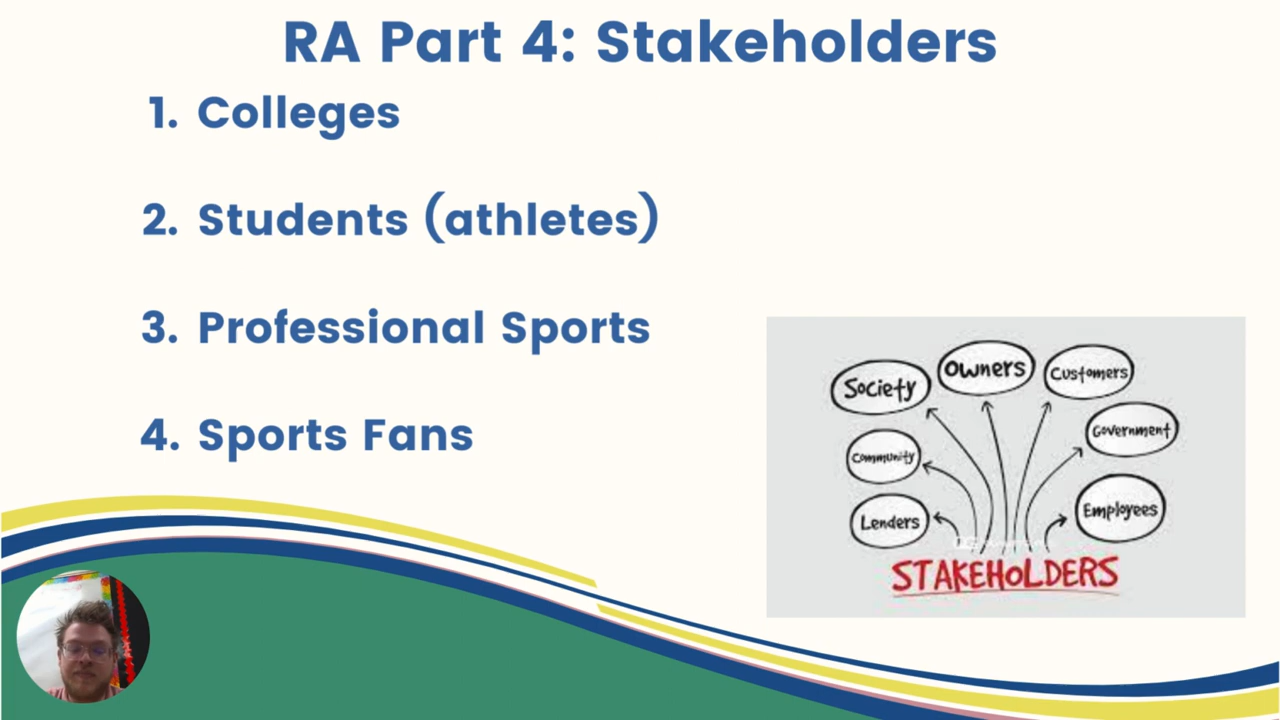 RA Part 4: Stakeholders
1. Colleges
2. Students (athletes)
3. Professional Sports
4. Sports Fans
Society
Owners
Customers
Community
Government
Lenders
Employees
STAKEHOLDERS